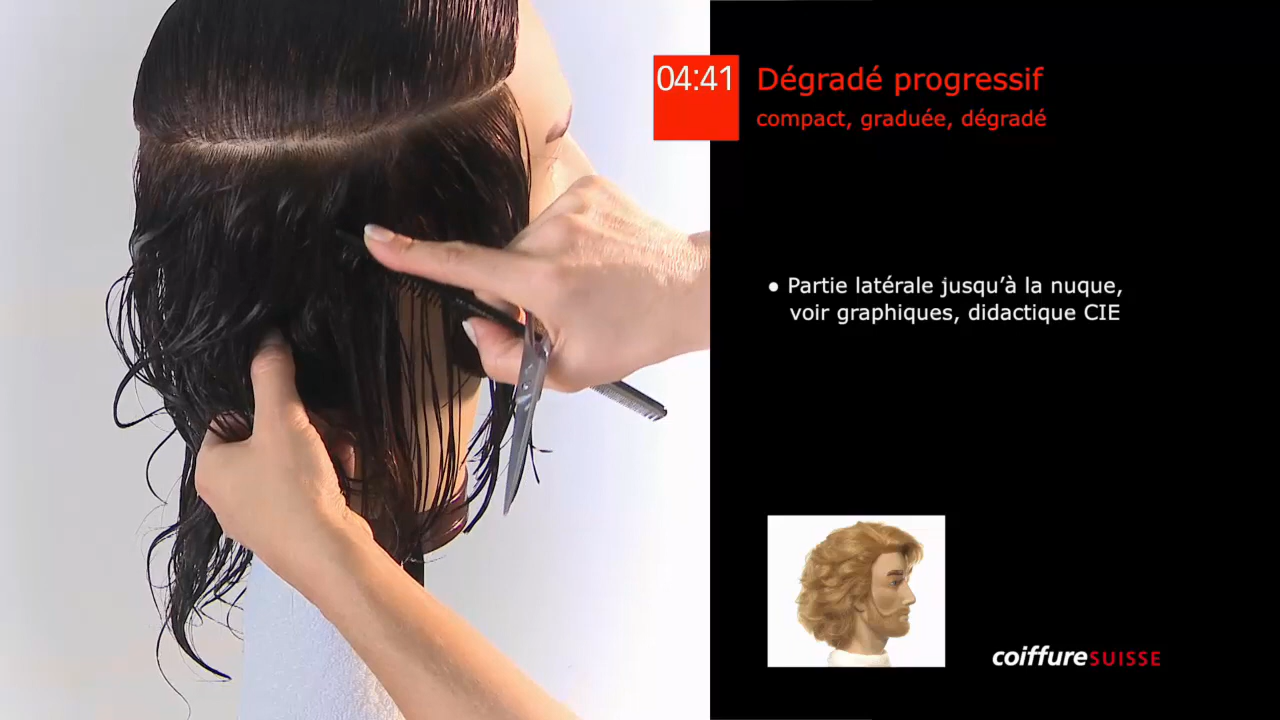 04:41
Dégradé progressif
compact, graduée, dégradé
● Partie latérale jusqu’à la nuque,
voir graphiques, didactique CIE
coiffureSUISSE